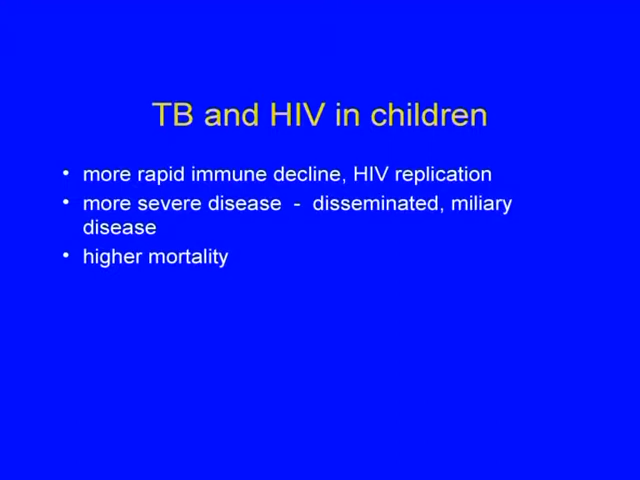 TB and HIV in children
• more rapid immune decline, HIV replication
• more severe disease - disseminated, miliary
disease
• higher mortality